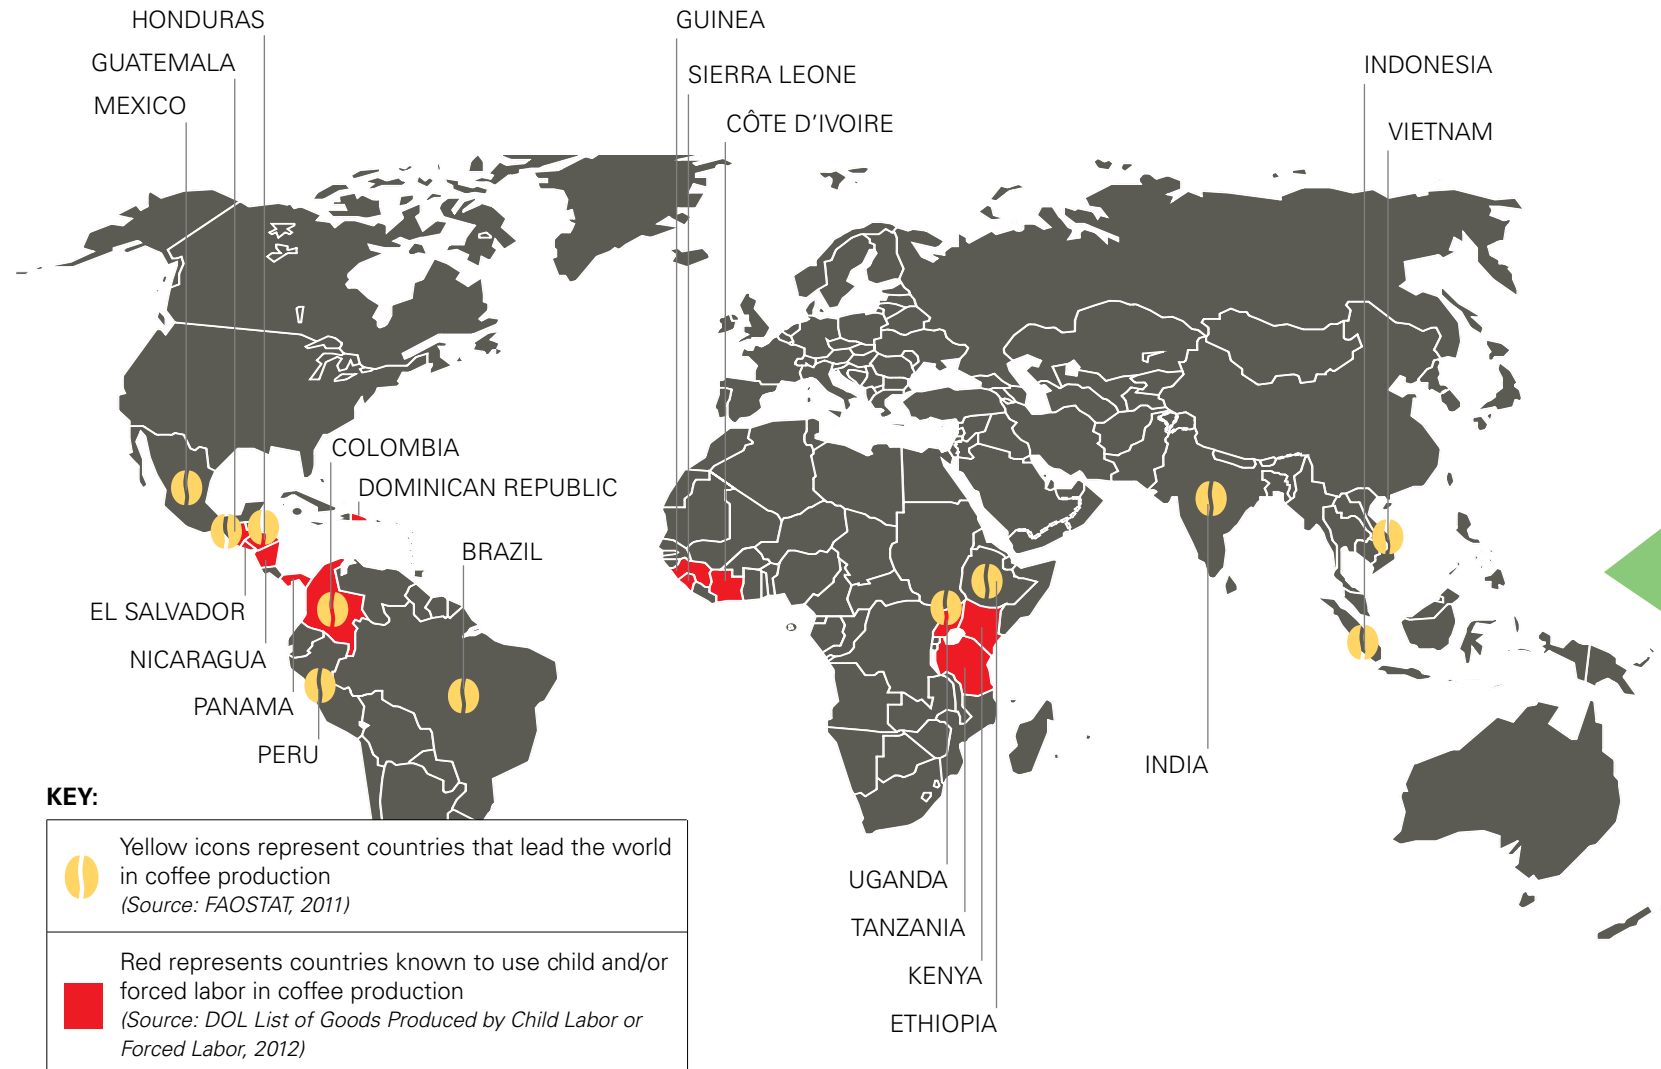 HONDURAS
GUATEMALA
MEXICO
GUINEA
SIERRA LEONE
CÔTE D’IVOIRE
INDONESIA
VIETNAM
COLOMBIA
DOMINICAN REPUBLIC
BRAZIL
EL SALVADOR
NICARAGUA
PANAMA
PERU
INDIA
UGANDA
TANZANIA
KENYA
ETHIOPIA
KEY:
Yellow icons represent countries that lead the world
in coffee production
(Source: FAOSTAT, 2011)
Red represents countries known to use child and/or
forced labor in coffee production
(Source: DOL List of Goods Produced by Child Labor or
Forced Labor, 2012)